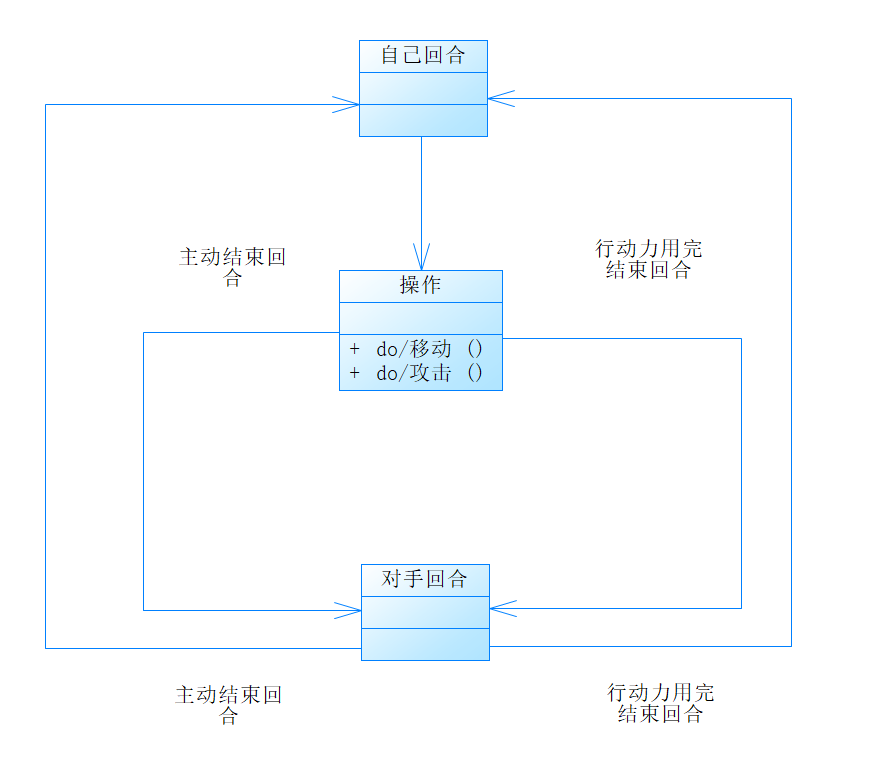 自己回合
主动结束回
合
行动力用完
结束回合
操作
+ do/移动 ()
+ do/攻击 ()
对手回合
主动结束回
合
行动力用完
结束回合